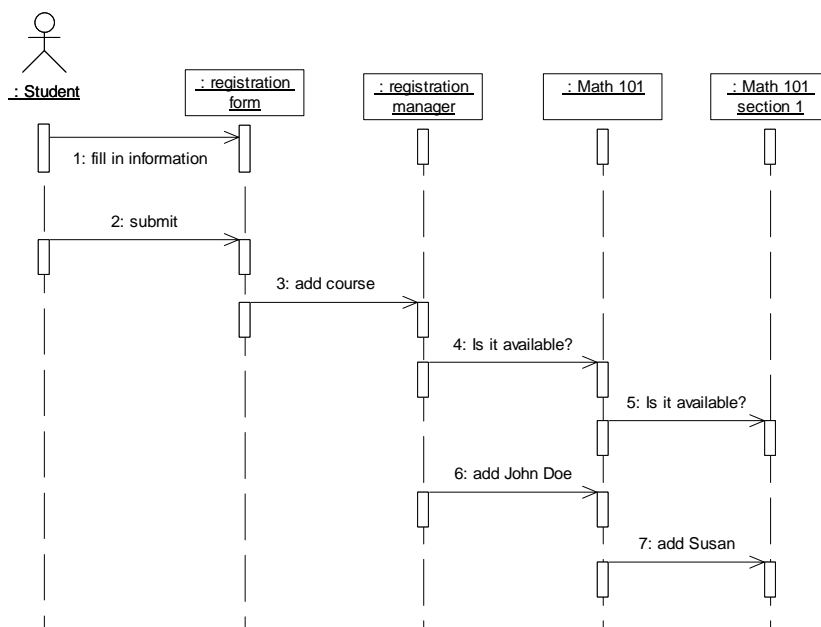 : Student
: registration
form
: registration
manager
: Math 101
: Math 101
section 1
1: fill in information
2: submit
3: add course
4: Is it available?
5: Is it available?
6: add John Doe
7: add Susan